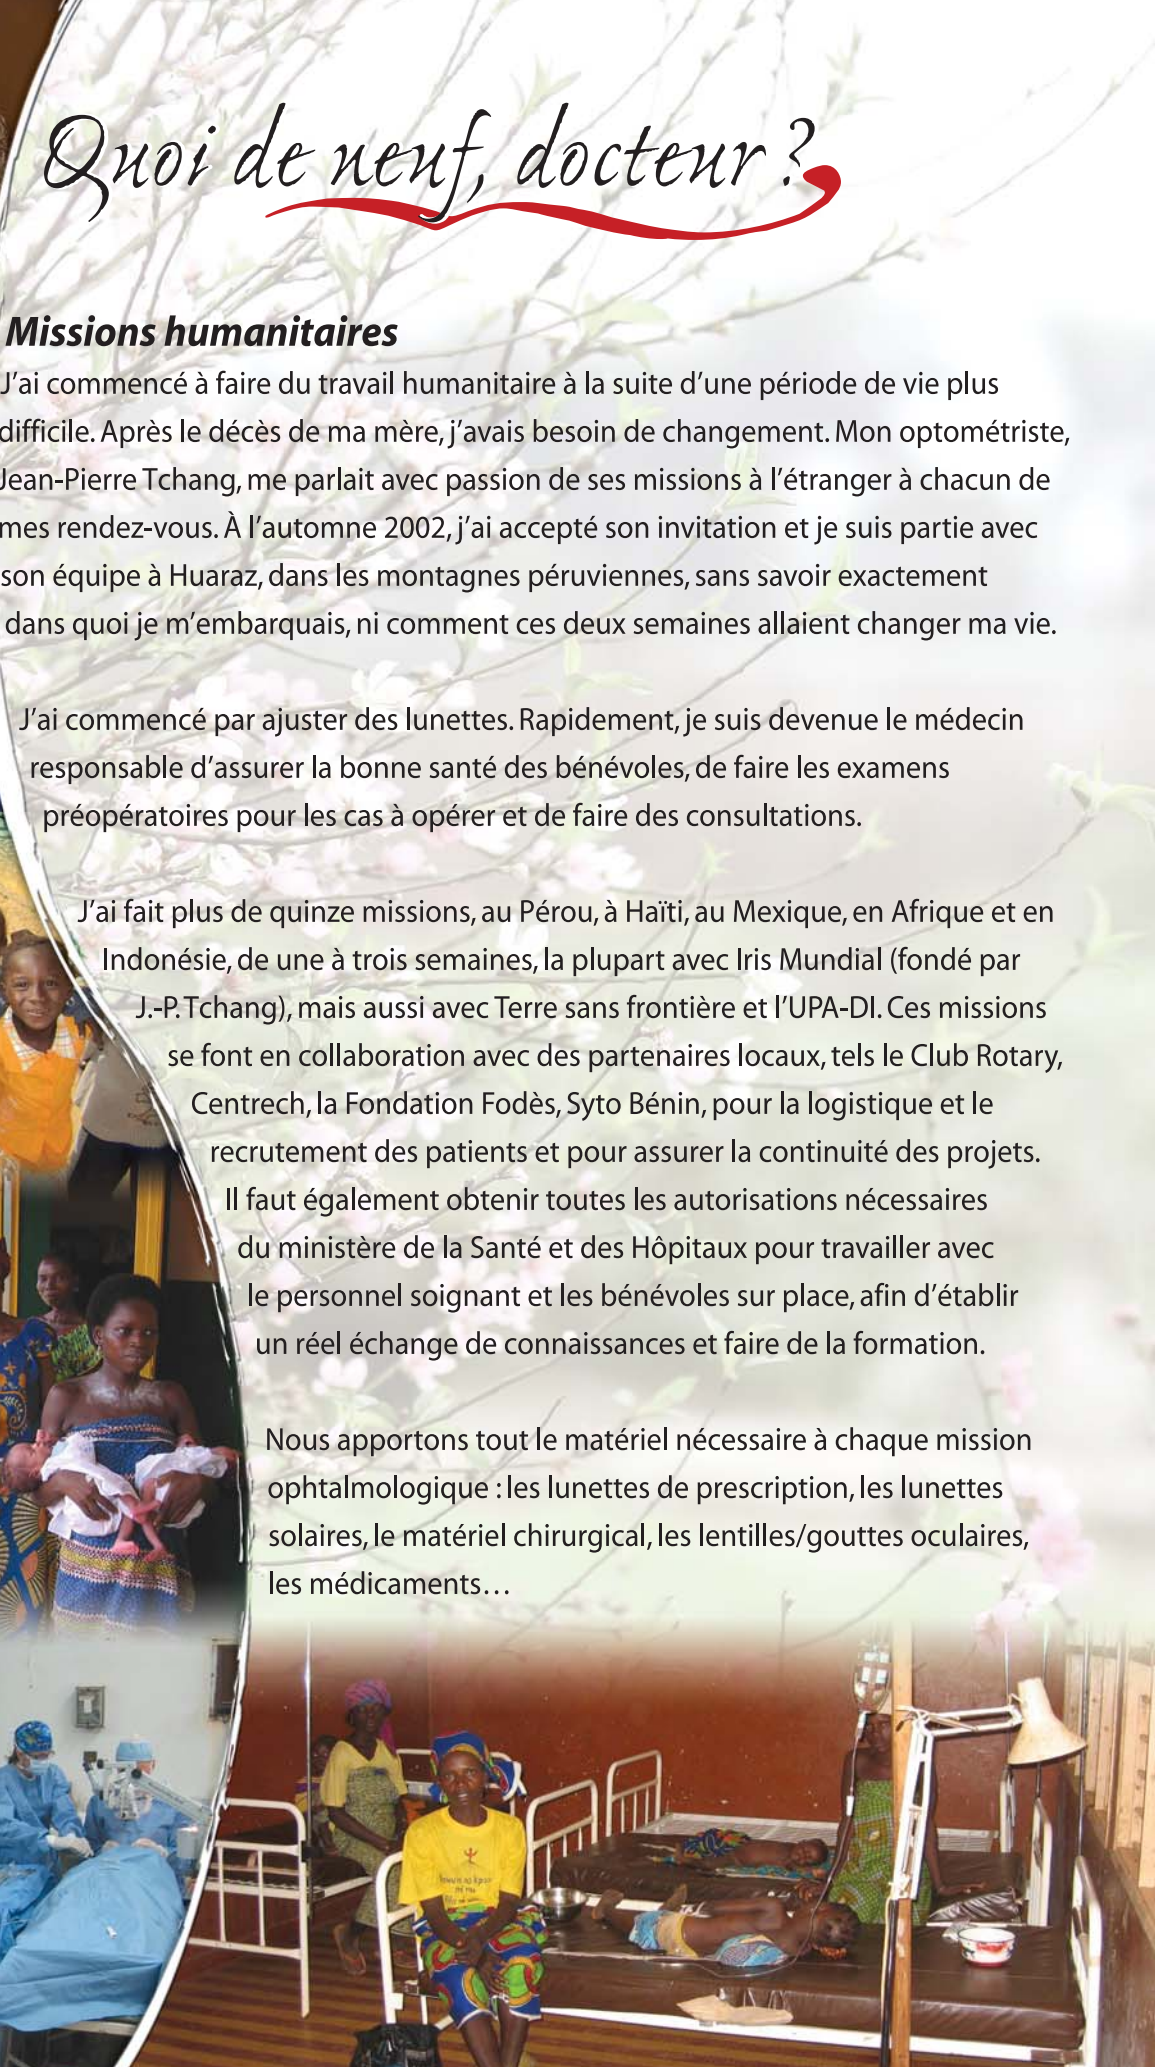 Quoi de neuf, docteur ?
Missions humanitaires
J’ai commencé à faire du travail humanitaire à la suite d’une période de vie plus
difficile. Après le décès de ma mère, j’avais besoin de changement. Mon optométriste,
Jean-Pierre Tchang, me parlait avec passion de ses missions à l’étranger à chacun de
mes rendez-vous. À l’automne 2002, j’ai accepté son invitation et je suis partie avec
son équipe à Huaraz, dans les montagnes péruviennes, sans savoir exactement
dans quoi je m’embarquais, ni comment ces deux semaines allaient changer ma vie.
J’ai commencé par ajuster des lunettes. Rapidement, je suis devenue le médecin
responsable d’assurer la bonne santé des bénévoles, de faire les examens
préopératoires pour les cas à opérer et de faire des consultations.
J’ai fait plus de quinze missions, au Pérou, à Haïti, au Mexique, en Afrique et en
Indonésie, de une à trois semaines, la plupart avec Iris Mundial (fondé par
J.-P. Tchang), mais aussi avec Terre sans frontière et l’UPA-DI. Ces missions
se font en collaboration avec des partenaires locaux, tels le Club Rotary,
Centrech, la Fondation Fodès, Syto Bénin, pour la logistique et le
recrutement des patients et pour assurer la continuité des projets.
Il faut également obtenir toutes les autorisations nécessaires
du ministère de la Santé et des Hôpitaux pour travailler avec
le personnel soignant et les bénévoles sur place, afin d’établir
un réel échange de connaissances et faire de la formation.
Nous apportons tout le matériel nécessaire à chaque mission
ophtalmologique : les lunettes de prescription, les lunettes
solaires, le matériel chirurgical, les lentilles/gouttes oculaires,
les médicaments…